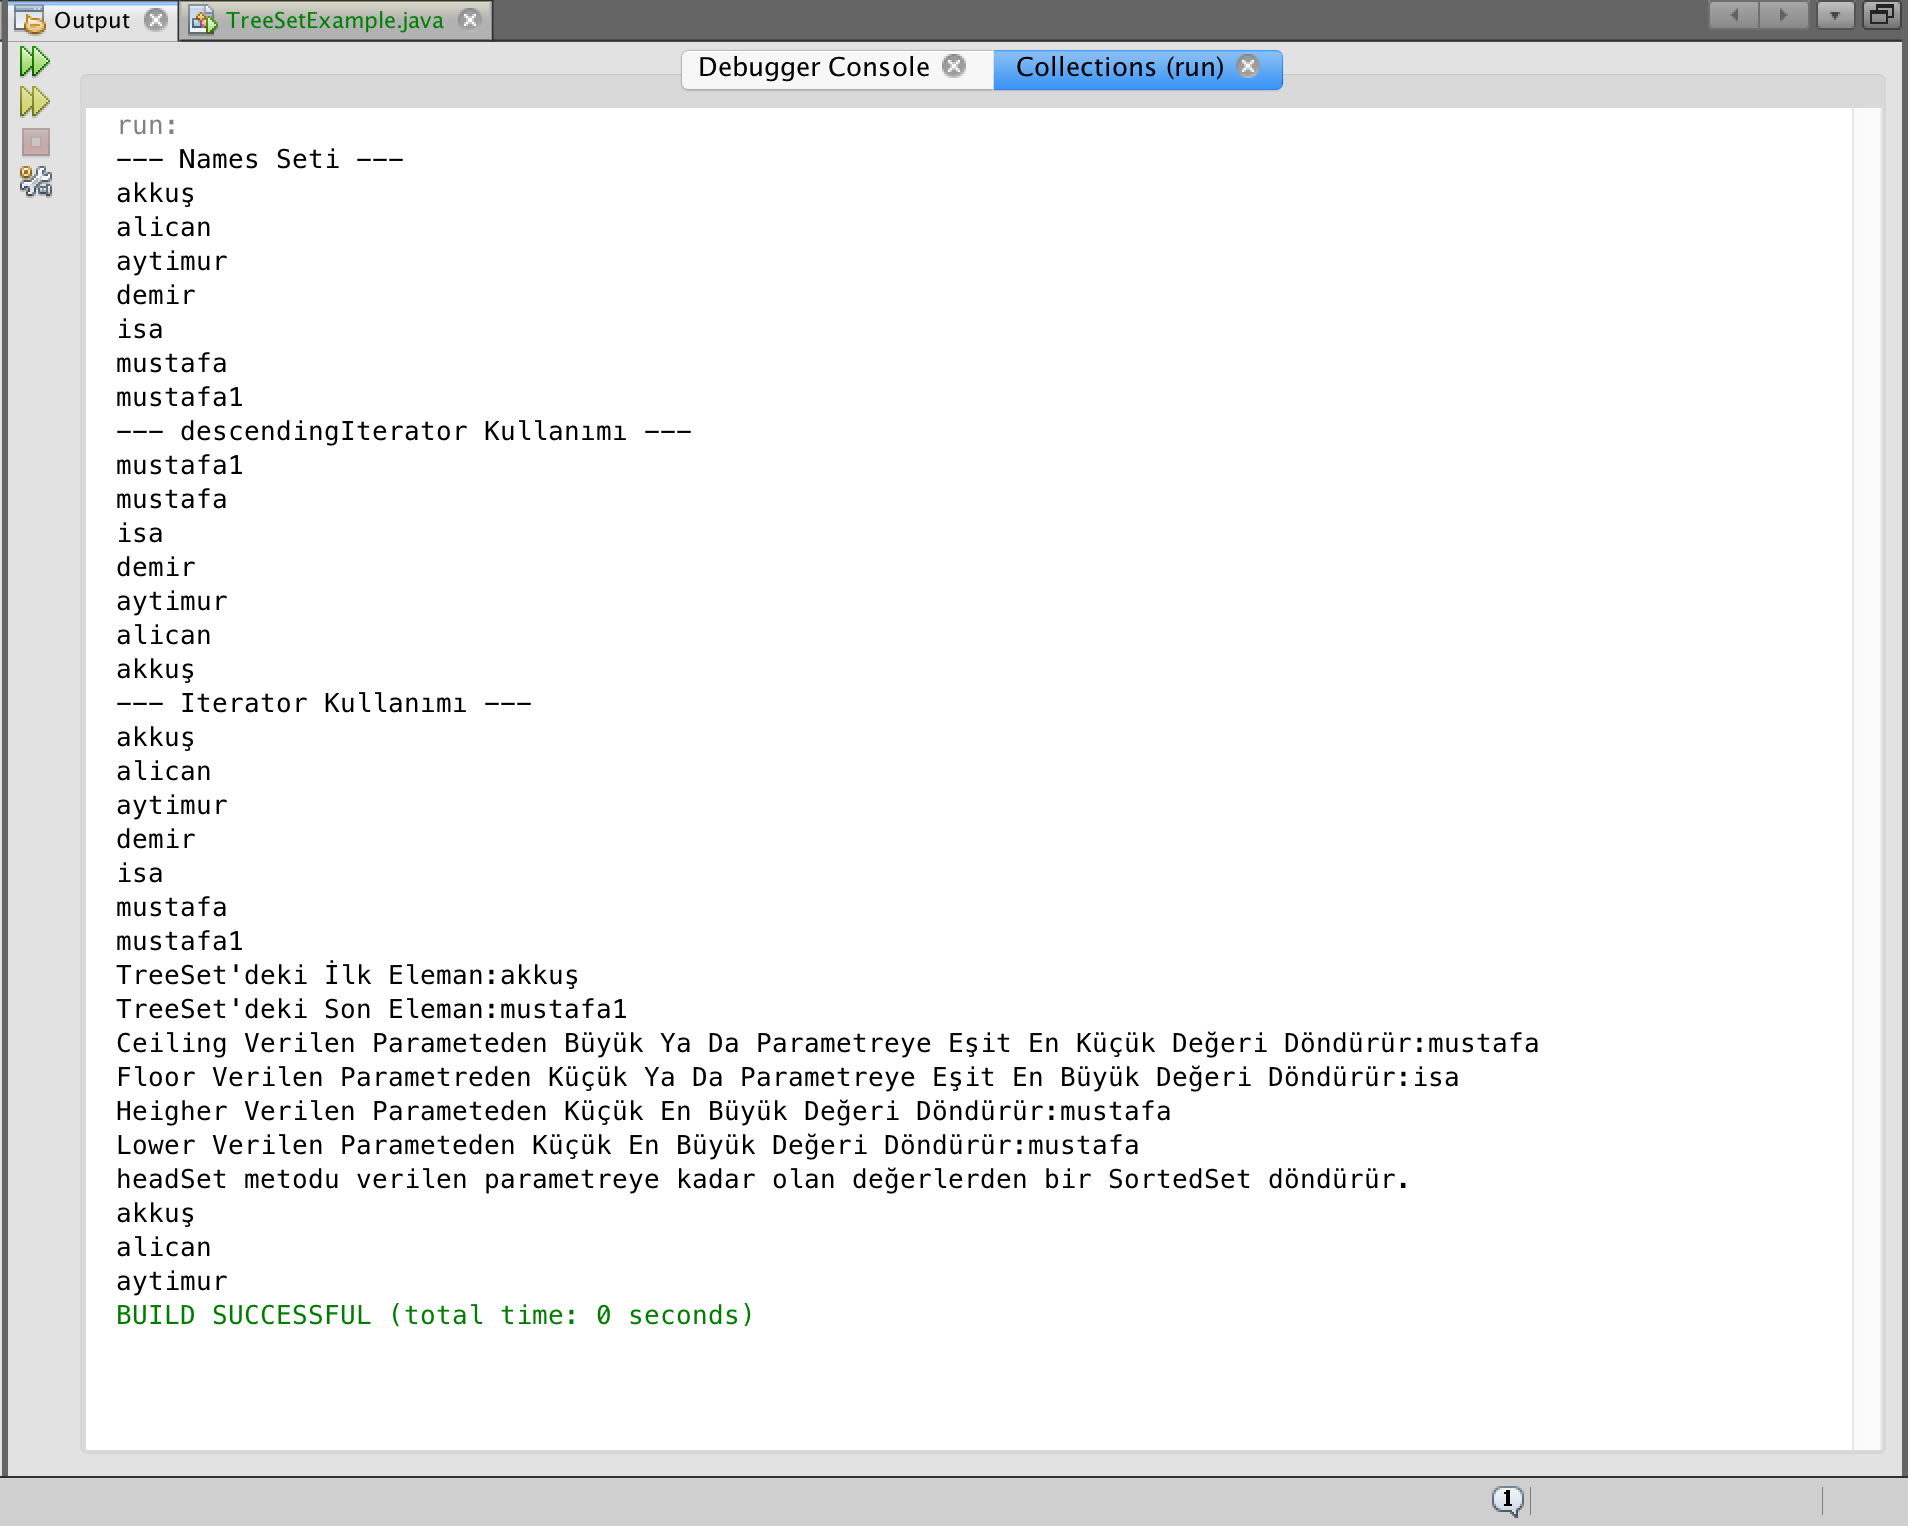 Output
TreeSetExample.java
Debugger Console
Collections (run)
run:
--- Names Seti ---
akkuş
alican
aytimur
demir
isa
mustafa
mustafa1
--- descendingIterator Kullanımı ---
mustafa1
mustafa
isa
demir
aytimur
alican
akkuş
--- Iterator Kullanımı ---
akkuş
alican
aytimur
demir
isa
mustafa
mustafa1
TreeSet'deki İlk Eleman:akkuş
TreeSet'deki Son Eleman:mustafa1
Ceiling Verilen Parameteden Büyük Ya Da Parametreye Eşit En Küçük Değeri Döndürür:mustafa
Floor Verilen Parametreden Küçük Ya Da Parametreye Eşit En Büyük Değeri Döndürür:isa
Heigher Verilen Parameteden Küçük En Büyük Değeri Döndürür:mustafa
Lower Verilen Parameteden Küçük En Büyük Değeri Döndürür:mustafa
headSet metodu verilen parametreye kadar olan değerlerden bir SortedSet döndürür.
akkuş
alican
aytimur
BUILD SUCCESSFUL (total time: 0 seconds)
1